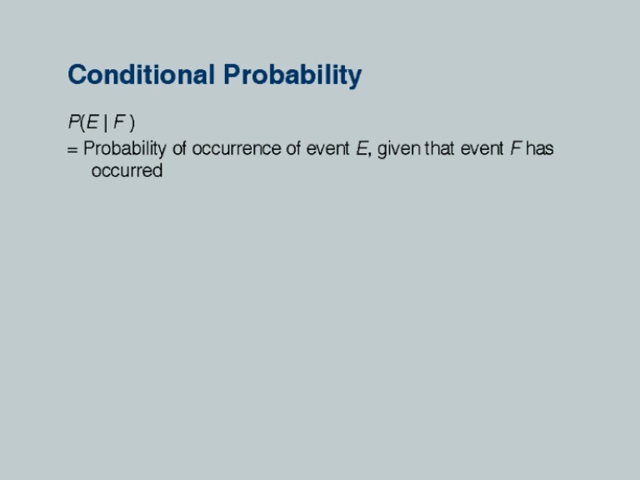 Conditional Probability
P(E | F )
= Probability of occurrence of event E, given that event F has
occurred